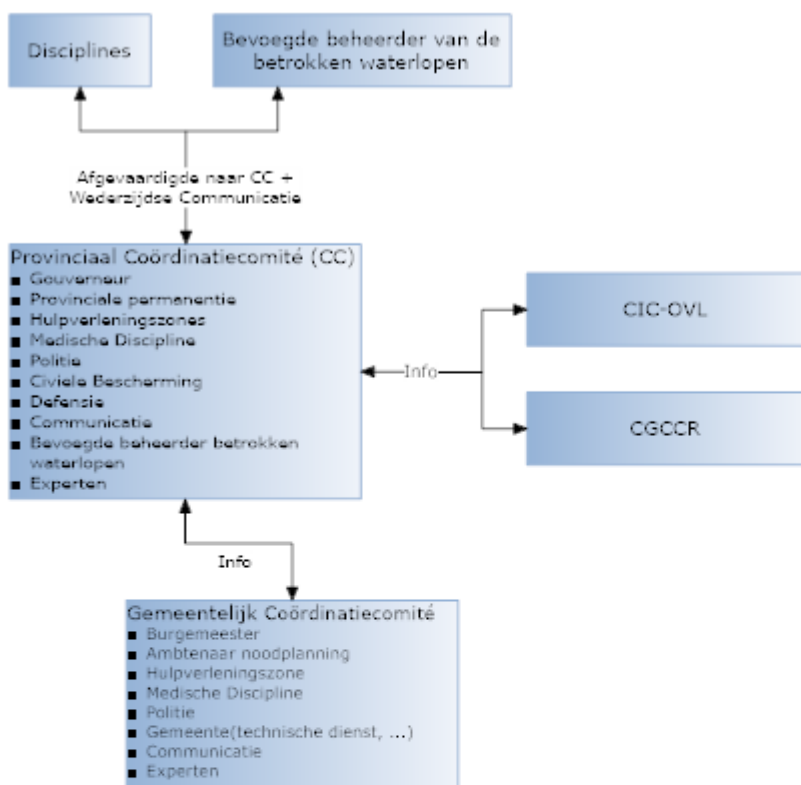 Disciplines
Bevoegde beheerder van de
betrokken waterlopen
Afgevaardigde naar CC +
Wederzijdse Communicatie
Provinciaal Coördinatiecomité (CC)
■ Gouverneur
■ Provinciale permanentie
■ Hulpverleningszones
■ Medische Discipline
■ Politie
■ Civiele Bescherming
■ Defensie
■ Communicatie
■ Bevoegde beheerder betrokken
waterlopen
■ Experten
Info
CIC-OVL
CGCCR
Info
Gemeentelijk Coördinatiecomité
■ Burgemeester
■ Ambtenaar noodplanning
■ Hulpverleningszone
■ Medische Discipline
■ Politie
■ Gemeente(technische dienst, ...)
■ Communicatie
■ Experten